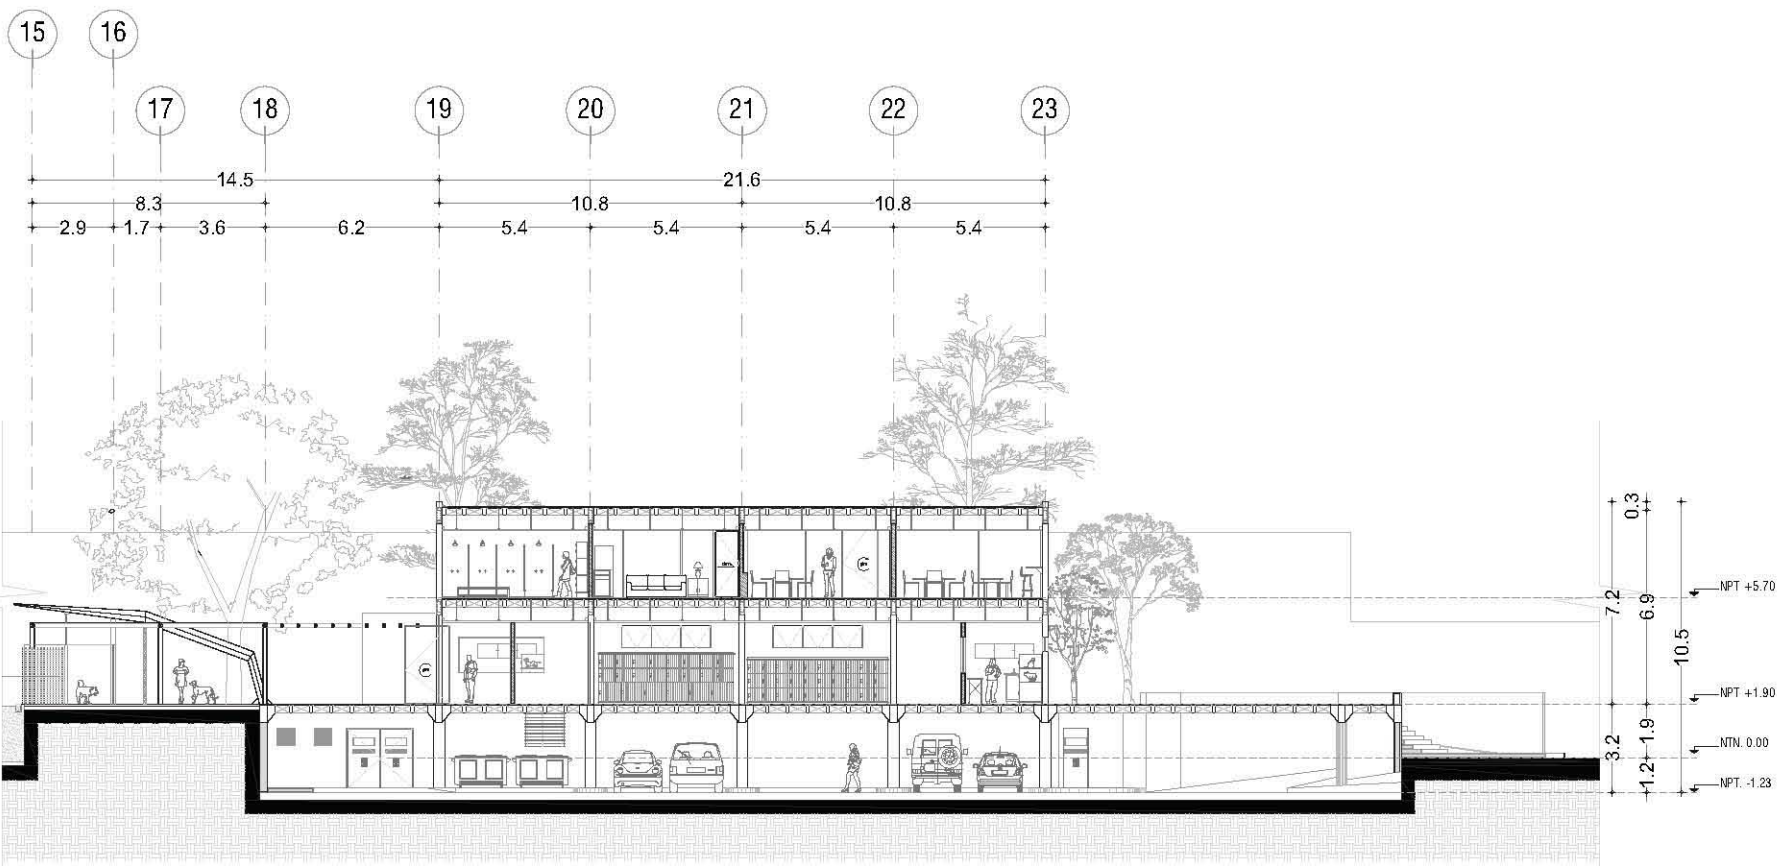 15 16
17 18 19 20 21 22 23
14.5 21.6
8.3 10.8 10.8
2.9 1.7 3.6 6.2 5.4 5.4 5.4 5.4
0.3
7.2
6.9
10.5
NPT +5.70
NPT +1.90
3.2
1.9
NTN. 0.00
1.2
NPT. -1.23